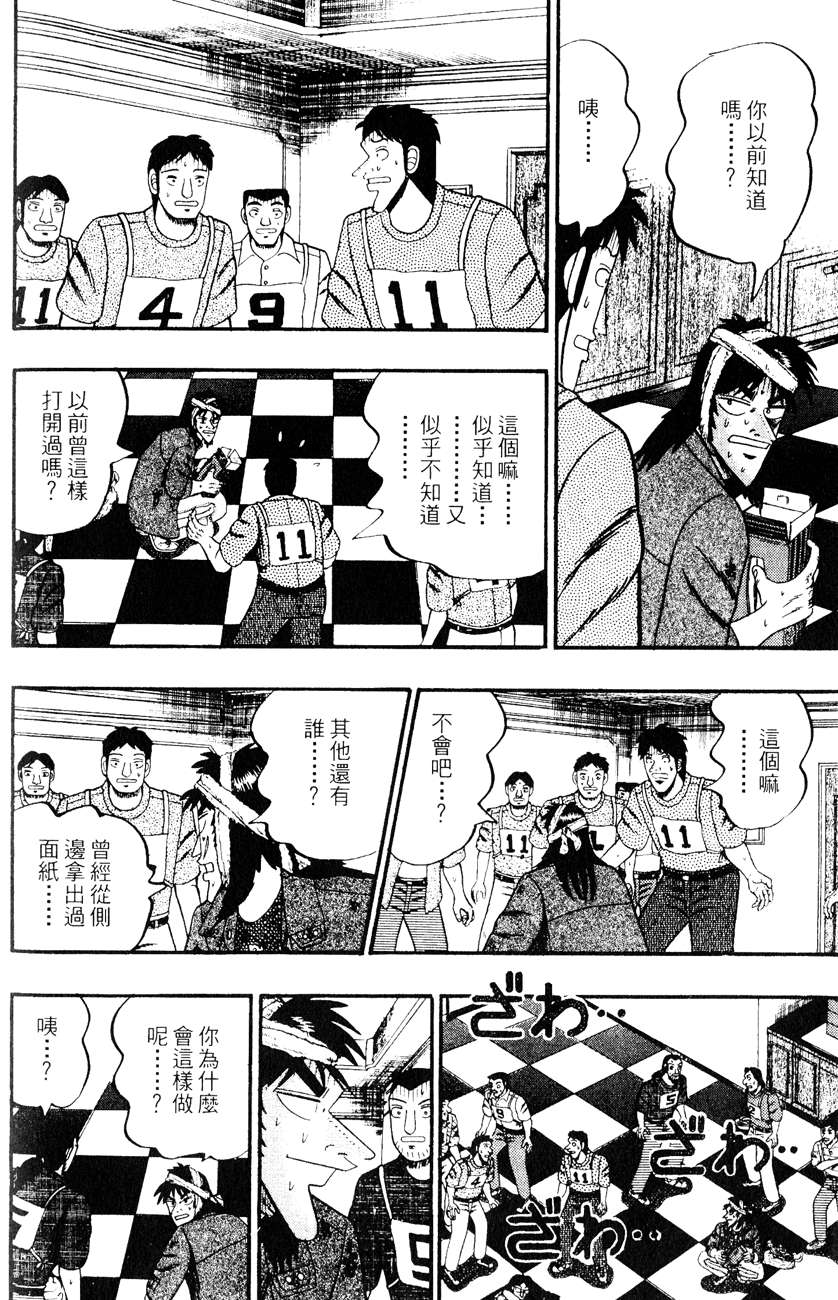 你以前知道
嗎……?
咦……
4
9
11
11
這個嘛……
似乎知道…
………又
似乎不知道
以前曾這樣
打開過嗎?
11
這個嘛
……
不會吧…?
11
11
其他還有
誰……?
曾經從側
邊拿出過
面紙……
ざわ‥
ざわ‥
ざわ‥
9
5
11
你為什麼
會這樣做
呢……?
咦…?
9